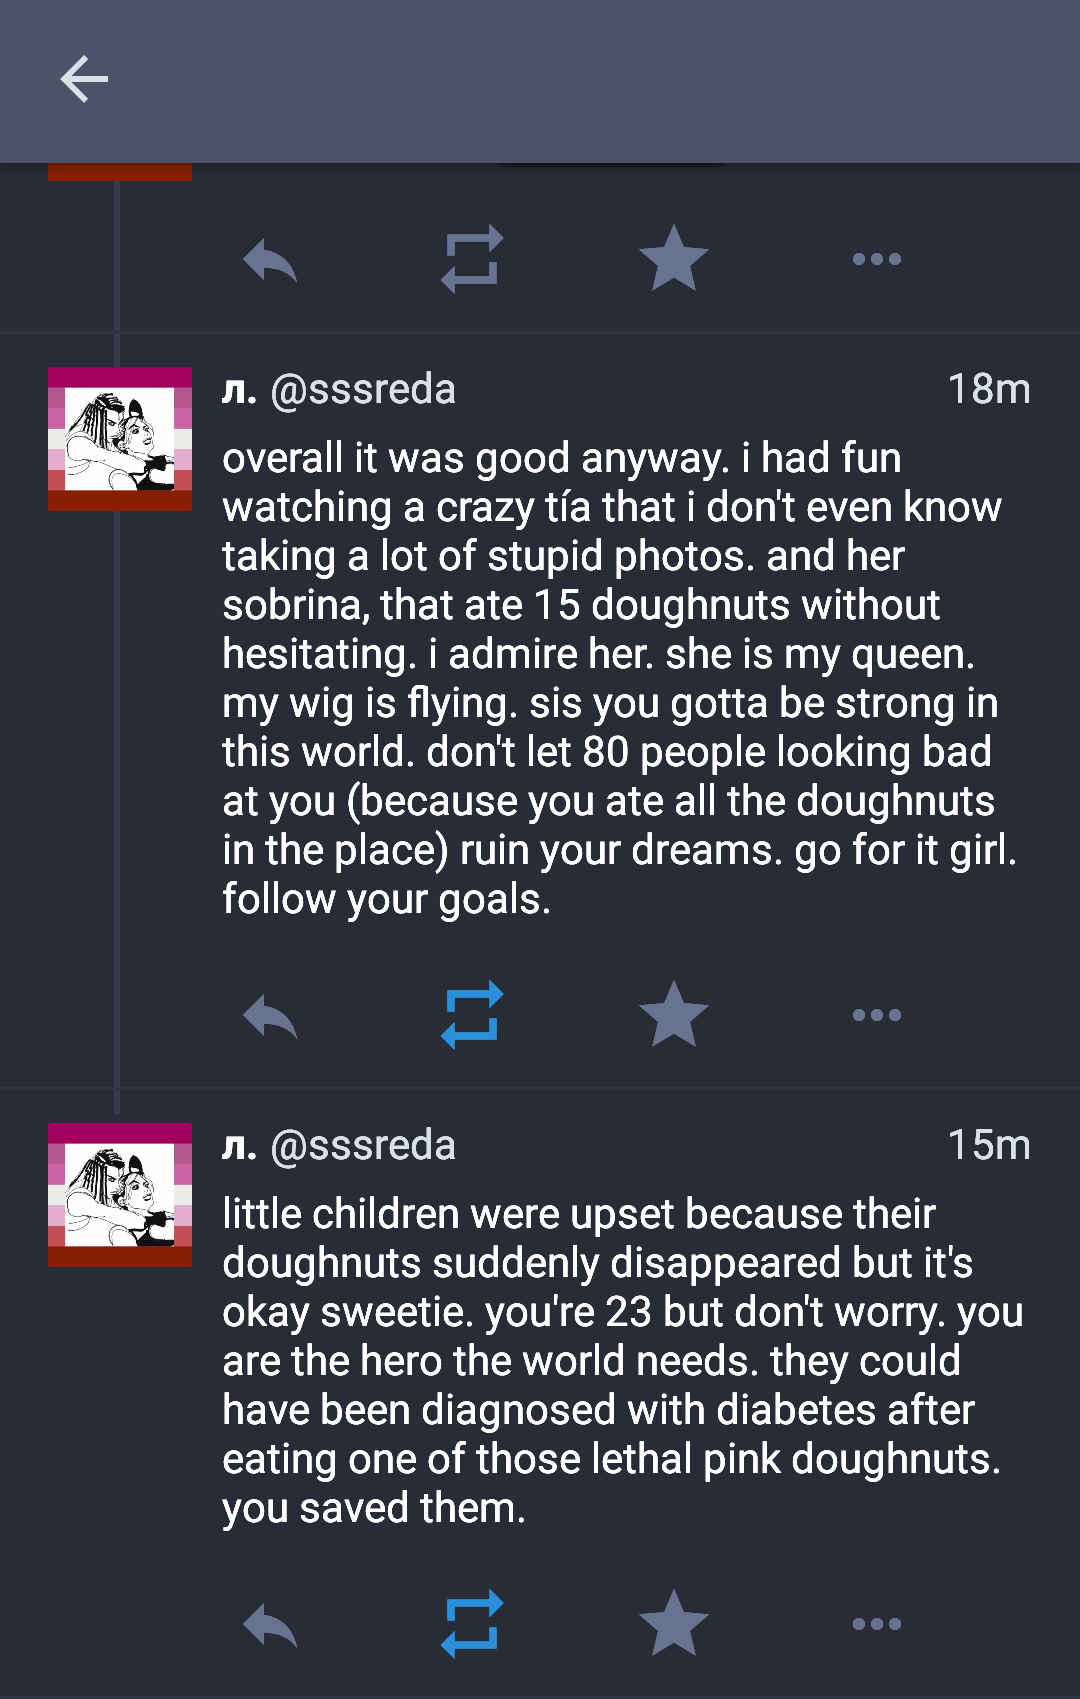 л. @sssreda 18m
overall it was good anyway. i had fun
watching a crazy tía that i don't even know
taking a lot of stupid photos. and her
sobrina, that ate 15 doughnuts without
hesitating. i admire her. she is my queen.
my wig is flying. sis you gotta be strong in
this world. don't let 80 people looking bad
at you (because you ate all the doughnuts
in the place) ruin your dreams. go for it girl.
follow your goals.
л. @sssreda 15m
little children were upset because their
doughnuts suddenly disappeared but it's
okay sweetie. you're 23 but don't worry. you
are the hero the world needs. they could
have been diagnosed with diabetes after
eating one of those lethal pink doughnuts.
you saved them.